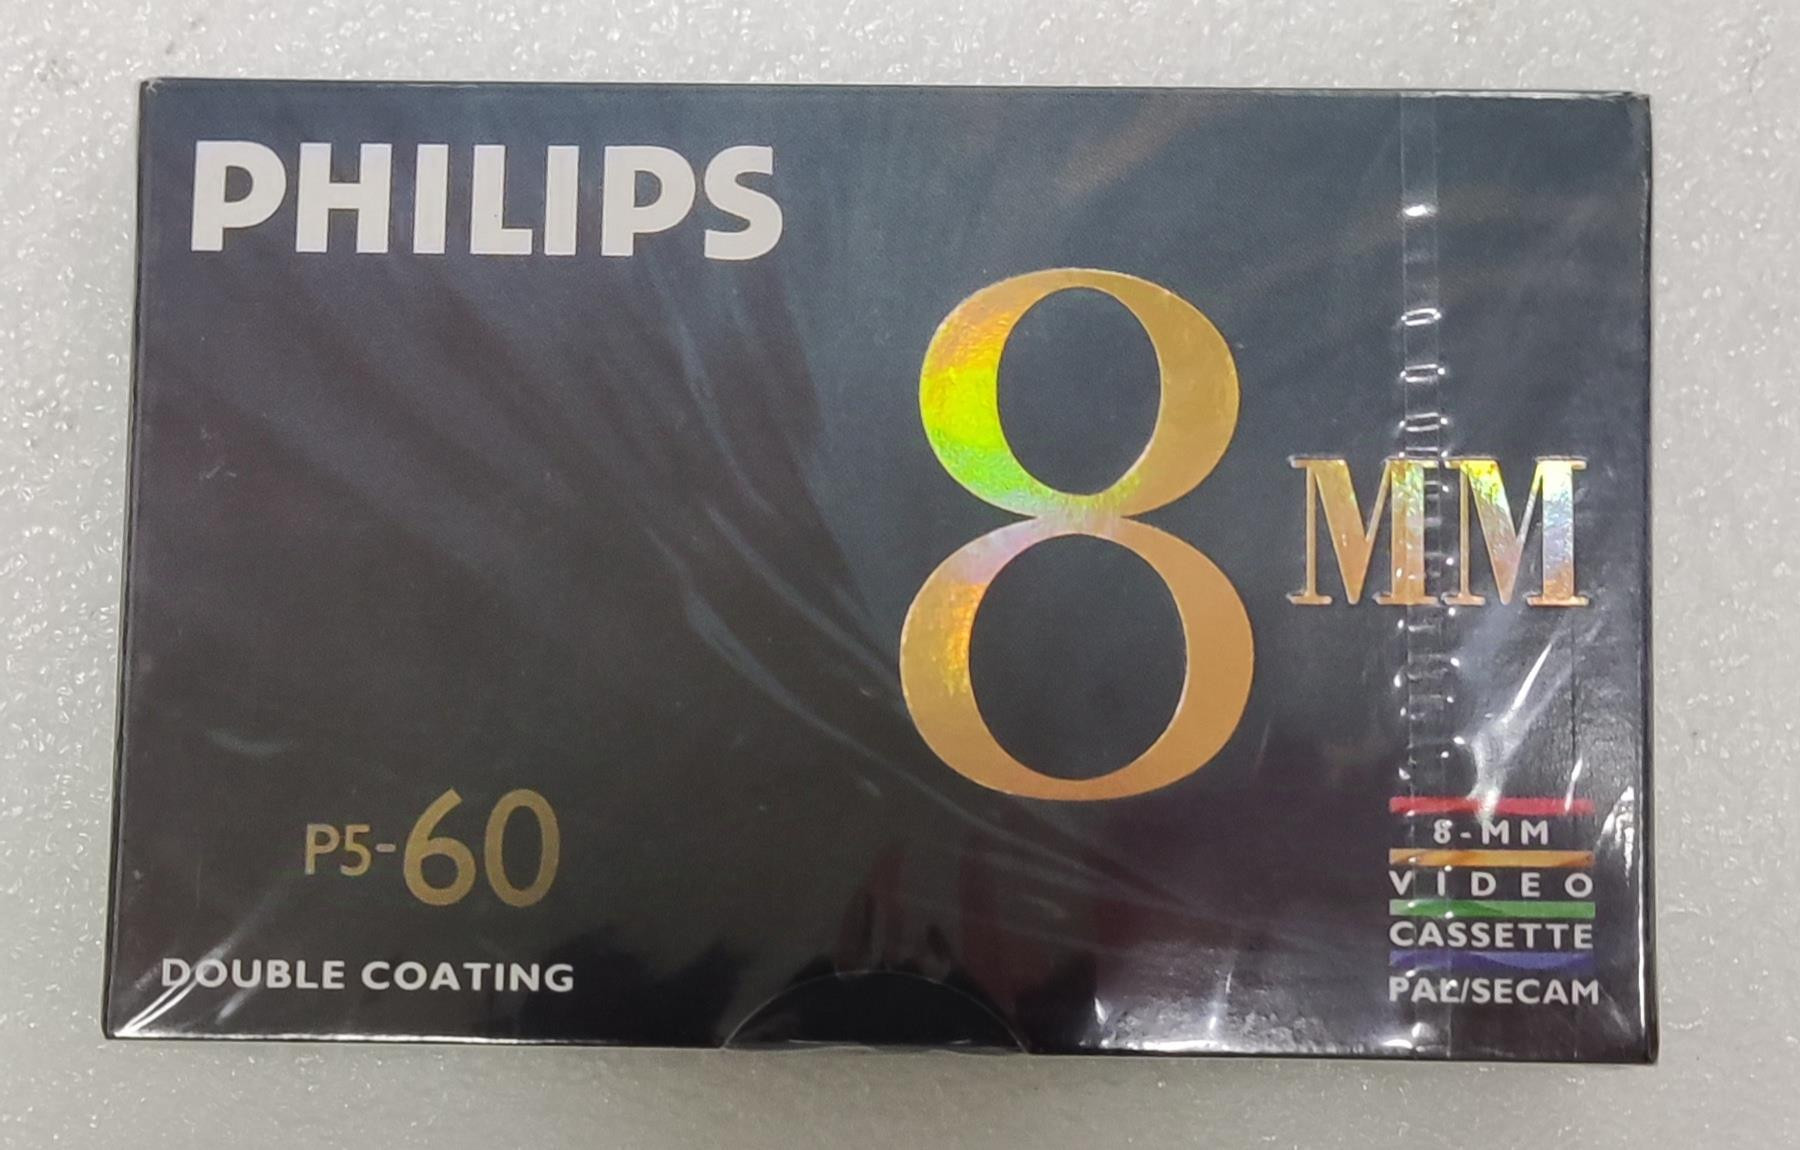 PHILIPS
8 MM
P5-60
DOUBLE COATING
8-MM
VIDEO
CASSETTE
PAL/SECAM